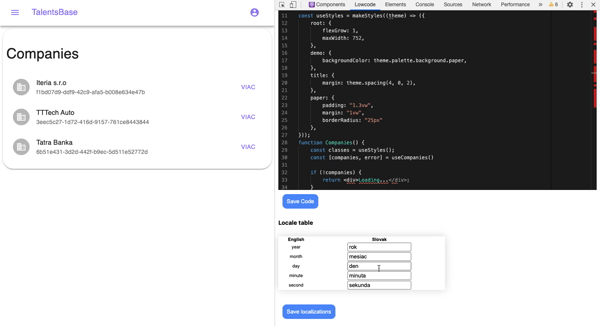 TalentsBase
Companies
Iteria s.r.o
f1bd07d9-ddf9-42c9-a1a5-b008e634e47b
VIAC
TTTech Auto
3eec5c27-1d72-416d-9157-761ce8443844
VIAC
Tatra Banka
6b51e431-3d2d-442f-b9ec-5d511e52772d
VIAC
Components Lowcode Elements Console Sources Network Performance » 6
11 const useStyles = makeStyles((theme) => ({
12 root: {
13 flexGrow: 1,
14 maxWidth: 752,
15 },
16 demo: {
17 backgroundColor: theme.palette.background.paper,
18 },
19 title: {
20 margin: theme.spacing(4, 0, 2),
21 },
22 paper: {
23 padding: "1.3vw",
24 margin: "1vw",
25 borderRadius: "25px"
26 },
27 }));
28 function Companies() {
29 const classes = useStyles();
30 const [companies, error] = useCompanies()
31
32 if (!companies) {
33 return <div>Loading...</div>;
34 }
Save Code
Locale table
English Slovak
year rok
month mesiac
day den
minute minuta
second sekunda
Save localizations